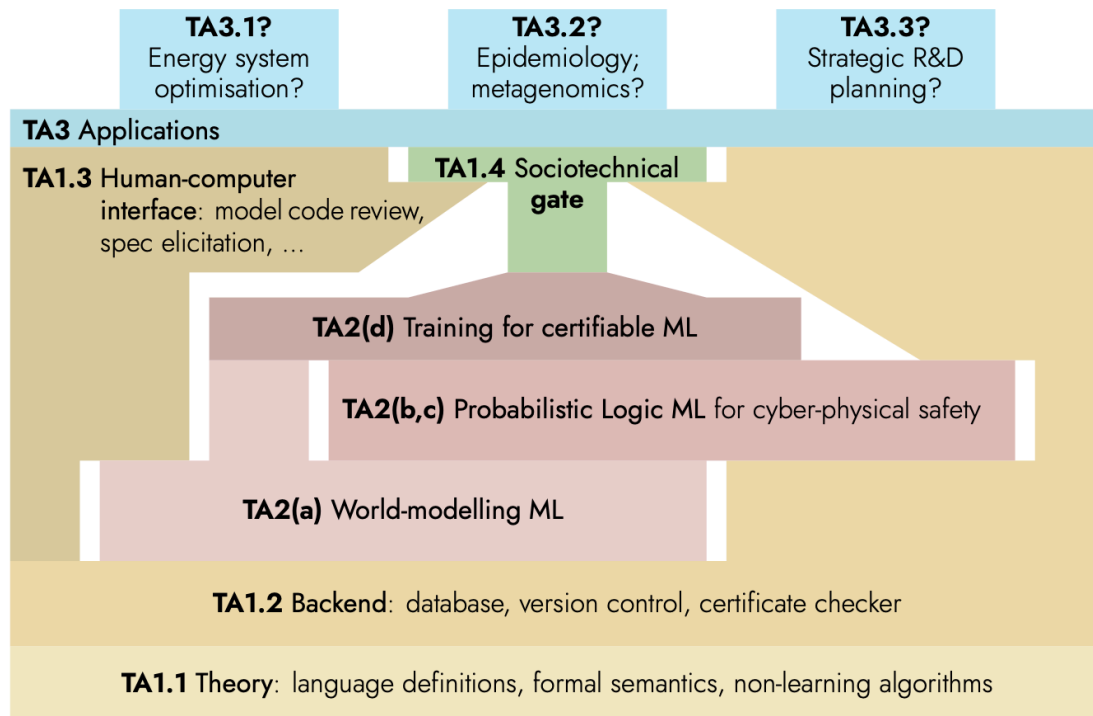 TA3.1?
Energy system
optimisation?
TA3.2?
Epidemiology;
metagenomics?
TA3.3?
Strategic R&D
planning?
TA3 Applications
TA1.3 Human-computer
interface: model code review,
spec elicitation, ...
TA1.4 Sociotechnical
gate
TA2(d) Training for certifiable ML
TA2(b,c) Probabilistic Logic ML for cyber-physical safety
TA2(a) World-modelling ML
TA1.2 Backend: database, version control, certificate checker
TA1.1 Theory: language definitions, formal semantics, non-learning algorithms